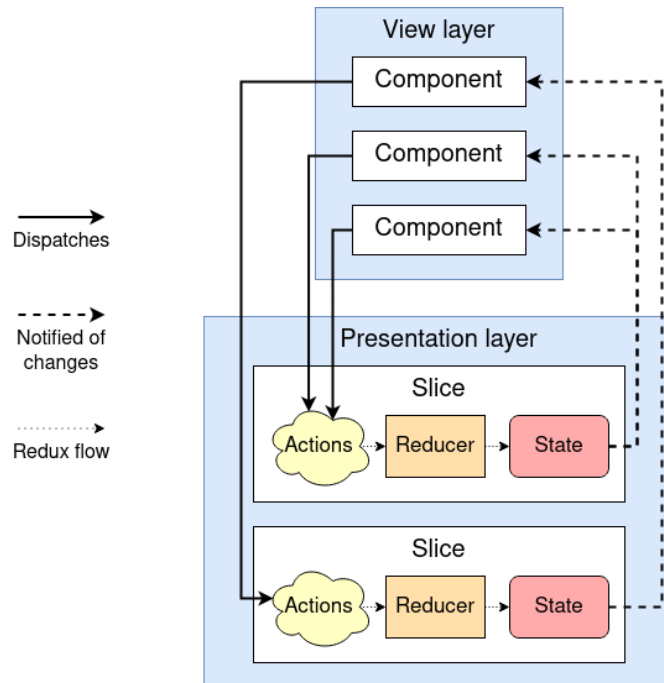 View layer
Component
Component
Component
Dispatches
Notified of
changes
Redux flow
Presentation layer
Slice
Actions
Reducer
State
Slice
Actions
Reducer
State